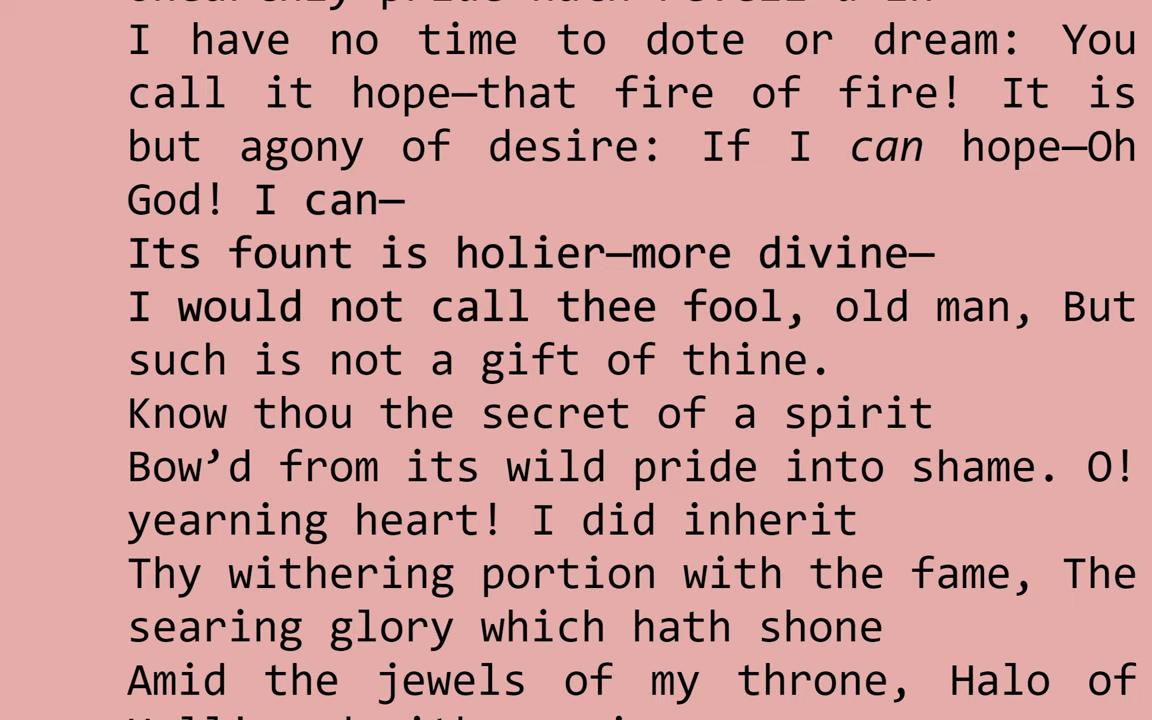 I have no time to dote or dream: You
call it hope—that fire of fire! It is
but agony of desire: If I can hope—Oh
God! I can—
Its fount is holier—more divine—
I would not call thee fool, old man, But
such is not a gift of thine.
Know thou the secret of a spirit
Bow’d from its wild pride into shame. O!
yearning heart! I did inherit
Thy withering portion with the fame, The
searing glory which hath shone
Amid the jewels of my throne, Halo of